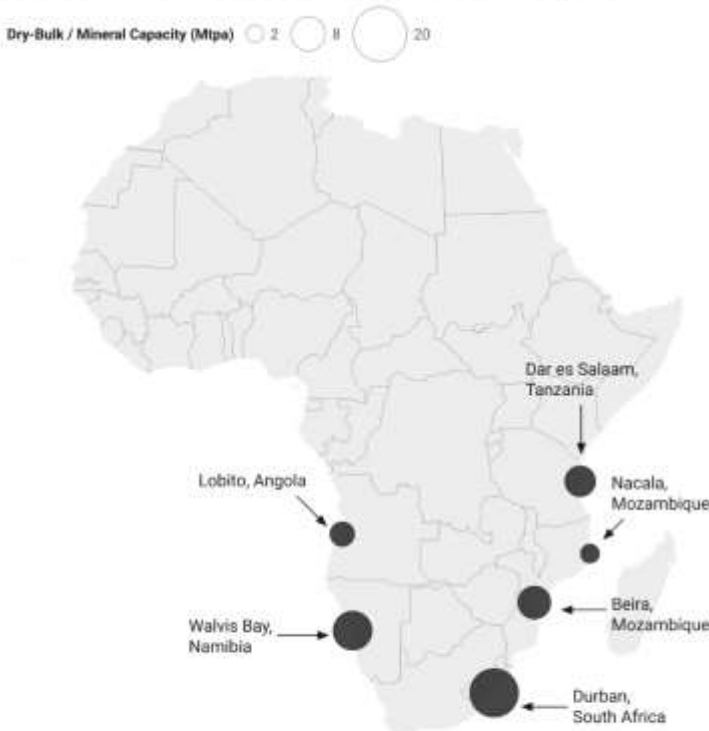 Dry-Bulk / Mineral Capacity (Mtpa) 2 8 20
Dar es Salaam,
Tanzania
Lobito, Angola
Nacala,
Mozambique
Walvis Bay,
Namibia
Beira,
Mozambique
Durban,
South Africa